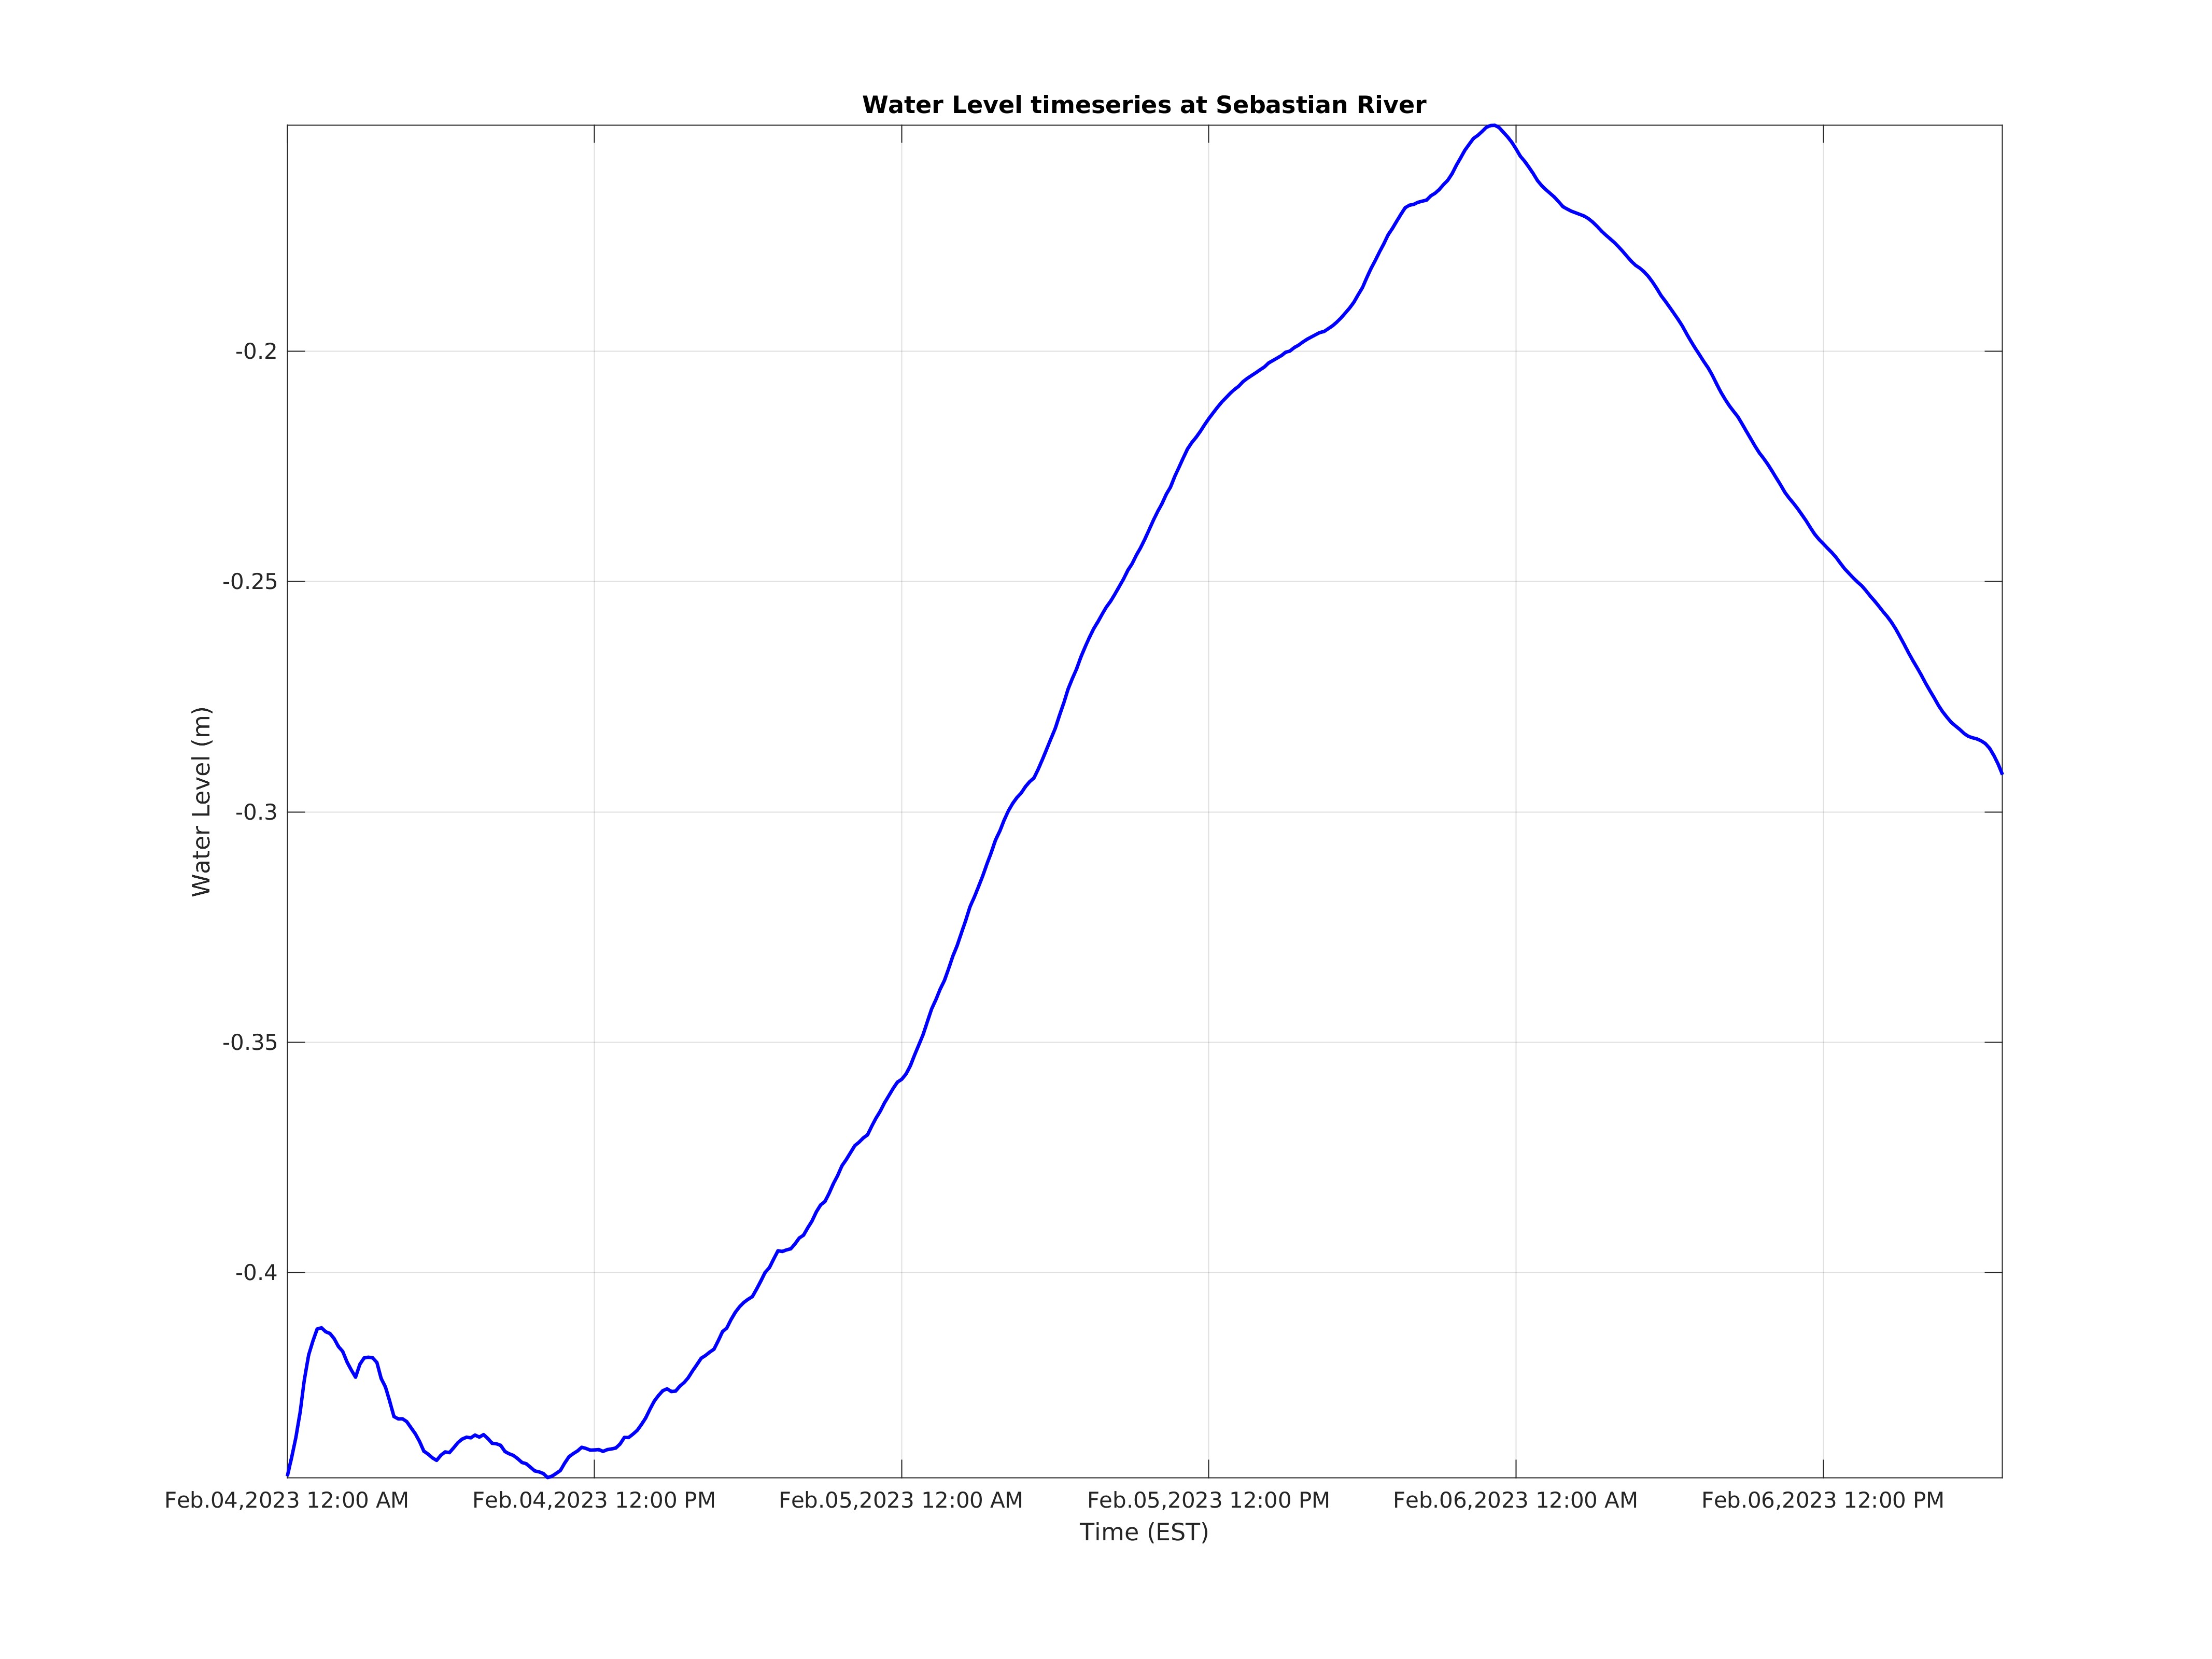 Water Level timeseries at Sebastian River
-0.2
-0.25
-0.3
-0.35
-0.4
Water Level (m)
Feb.04,2023 12:00 AM
Feb.04,2023 12:00 PM
Feb.05,2023 12:00 AM
Feb.05,2023 12:00 PM
Feb.06,2023 12:00 AM
Feb.06,2023 12:00 PM
Time (EST)